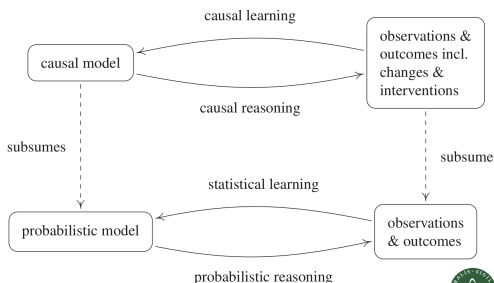 causal learning
causal model
observations &
outcomes incl.
changes &
interventions
causal reasoning
subsumes
subsume
statistical learning
probabilistic model
observations
& outcomes
probabilistic reasoning